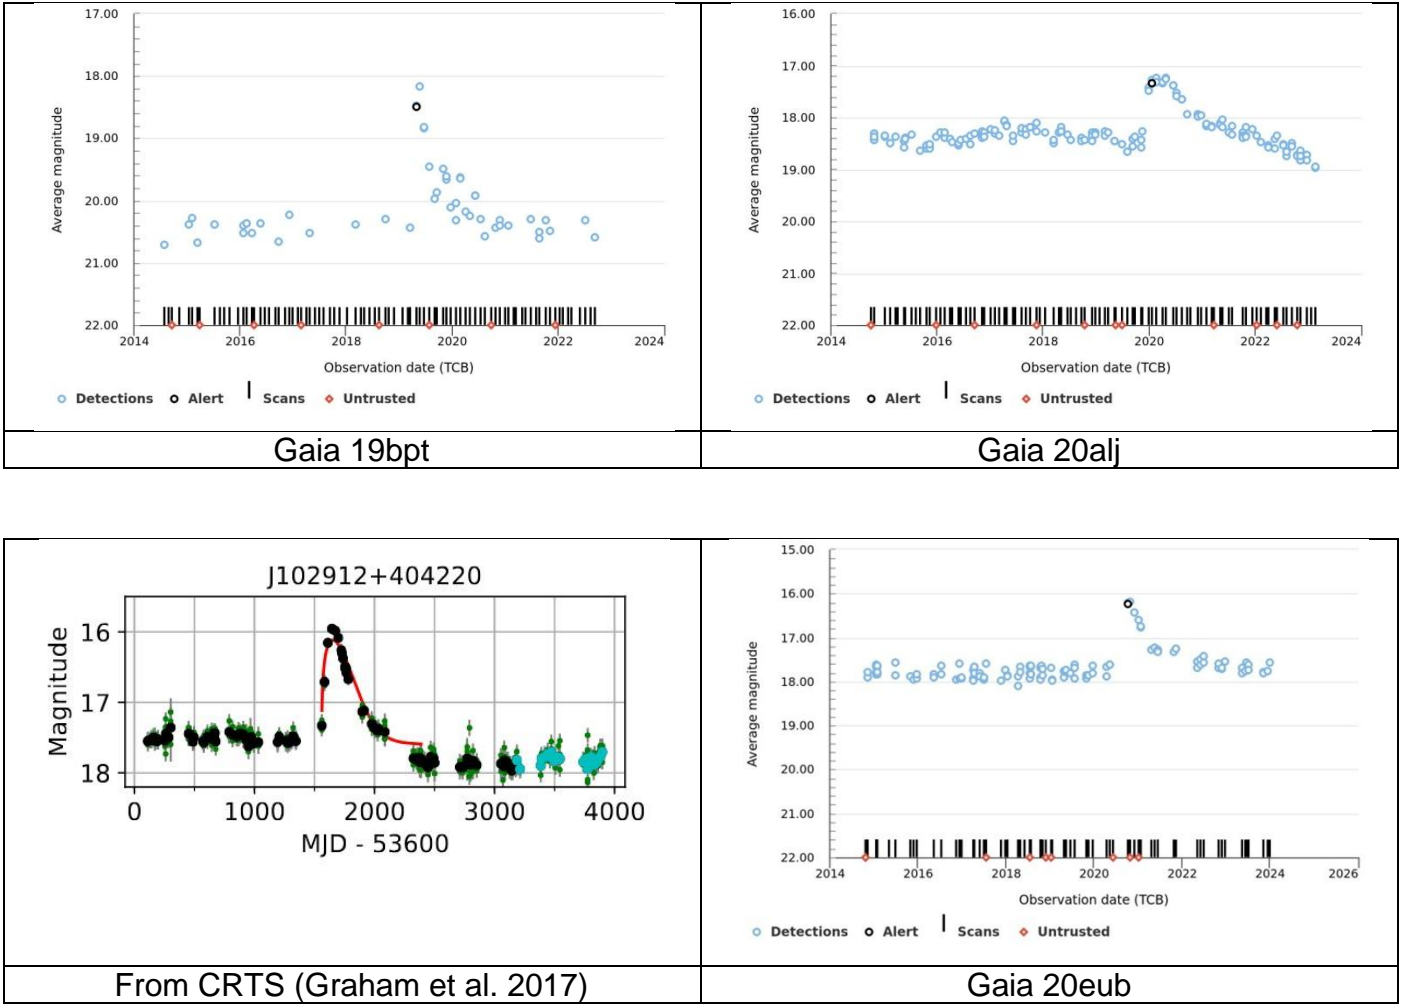 17.00
18.00
19.00
20.00
21.00
22.00
Average magnitude
2014 2016 2018 2020 2022 2024
Observation date (TCB)
Detections Alert Scans Untrusted
Gaia 19bpt
16.00
17.00
18.00
19.00
20.00
21.00
22.00
Average magnitude
2014 2016 2018 2020 2022 2024
Observation date (TCB)
Detections Alert Scans Untrusted
Gaia 20alj
J102912+404220
16
17
18
Magnitude
0 1000 2000 3000 4000
MJD - 53600
From CRTS (Graham et al. 2017)
15.00
16.00
17.00
18.00
19.00
20.00
21.00
22.00
Average magnitude
2014 2016 2018 2020 2022 2024 2026
Observation date (TCB)
Detections Alert Scans Untrusted
Gaia 20eub